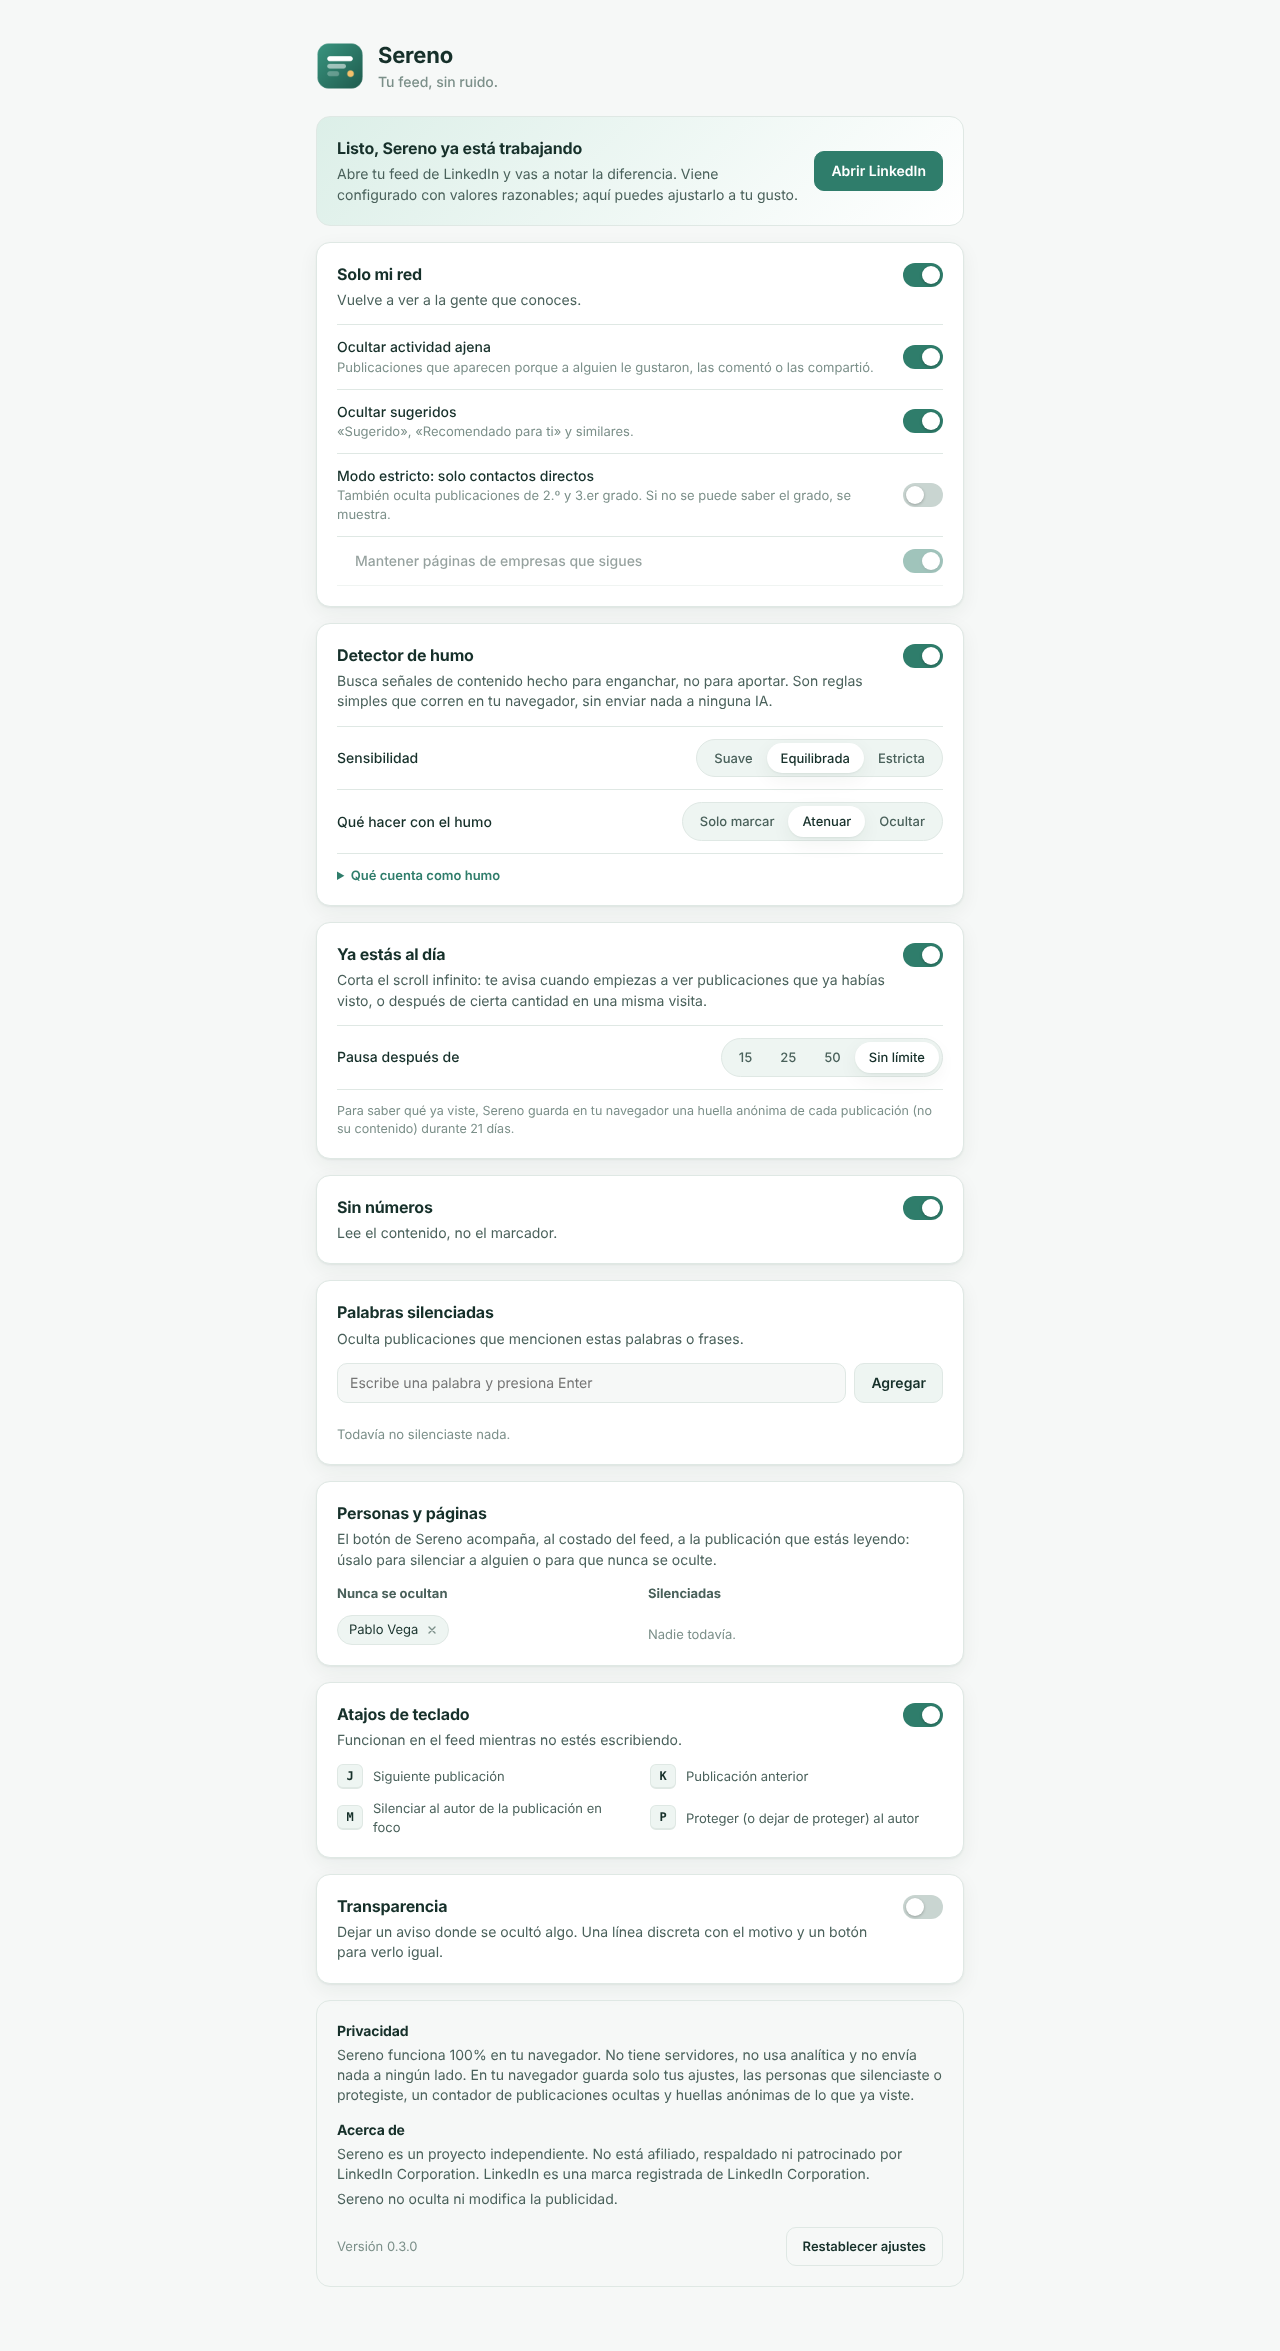 Sereno
Tu feed, sin ruido.
Listo, Sereno ya está trabajando
Abre tu feed de LinkedIn y vas a notar la diferencia. Viene
configurado con valores razonables; aquí puedes ajustarlo a tu gusto.
Abrir LinkedIn
Solo mi red
Vuelve a ver a la gente que conoces.
Ocultar actividad ajena
Publicaciones que aparecen porque a alguien le gustaron, las comentó o las compartió.
Ocultar sugeridos
«Sugerido», «Recomendado para ti» y similares.
Modo estricto: solo contactos directos
También oculta publicaciones de 2.º y 3.er grado. Si no se puede saber el grado, se
muestra.
Mantener páginas de empresas que sigues
Detector de humo
Busca señales de contenido hecho para enganchar, no para aportar. Son reglas
simples que corren en tu navegador, sin enviar nada a ninguna IA.
Sensibilidad
Suave Equilibrada Estricta
Qué hacer con el humo
Solo marcar Atenuar Ocultar
Qué cuenta como humo
Ya estás al día
Corta el scroll infinito: te avisa cuando empiezas a ver publicaciones que ya habías
visto, o después de cierta cantidad en una misma visita.
Pausa después de
15 25 50 Sin límite
Para saber qué ya viste, Sereno guarda en tu navegador una huella anónima de cada publicación (no
su contenido) durante 21 días.
Sin números
Lee el contenido, no el marcador.
Palabras silenciadas
Oculta publicaciones que mencionen estas palabras o frases.
Escribe una palabra y presiona Enter
Agregar
Todavía no silenciaste nada.
Personas y páginas
El botón de Sereno acompaña, al costado del feed, a la publicación que estás leyendo:
úsalo para silenciar a alguien o para que nunca se oculte.
Nunca se ocultan
Pablo Vega ×
Silenciadas
Nadie todavía.
Atajos de teclado
Funcionan en el feed mientras no estés escribiendo.
J Siguiente publicación
K Publicación anterior
M Silenciar al autor de la publicación en
foco
P Proteger (o dejar de proteger) al autor
Transparencia
Dejar un aviso donde se ocultó algo. Una línea discreta con el motivo y un botón
para verlo igual.
Privacidad
Sereno funciona 100% en tu navegador. No tiene servidores, no usa analítica y no envía
nada a ningún lado. En tu navegador guarda solo tus ajustes, las personas que silenciaste o
protegiste, un contador de publicaciones ocultas y huellas anónimas de lo que ya viste.
Acerca de
Sereno es un proyecto independiente. No está afiliado, respaldado ni patrocinado por
LinkedIn Corporation. LinkedIn es una marca registrada de LinkedIn Corporation.
Sereno no oculta ni modifica la publicidad.
Versión 0.3.0
Restablecer ajustes